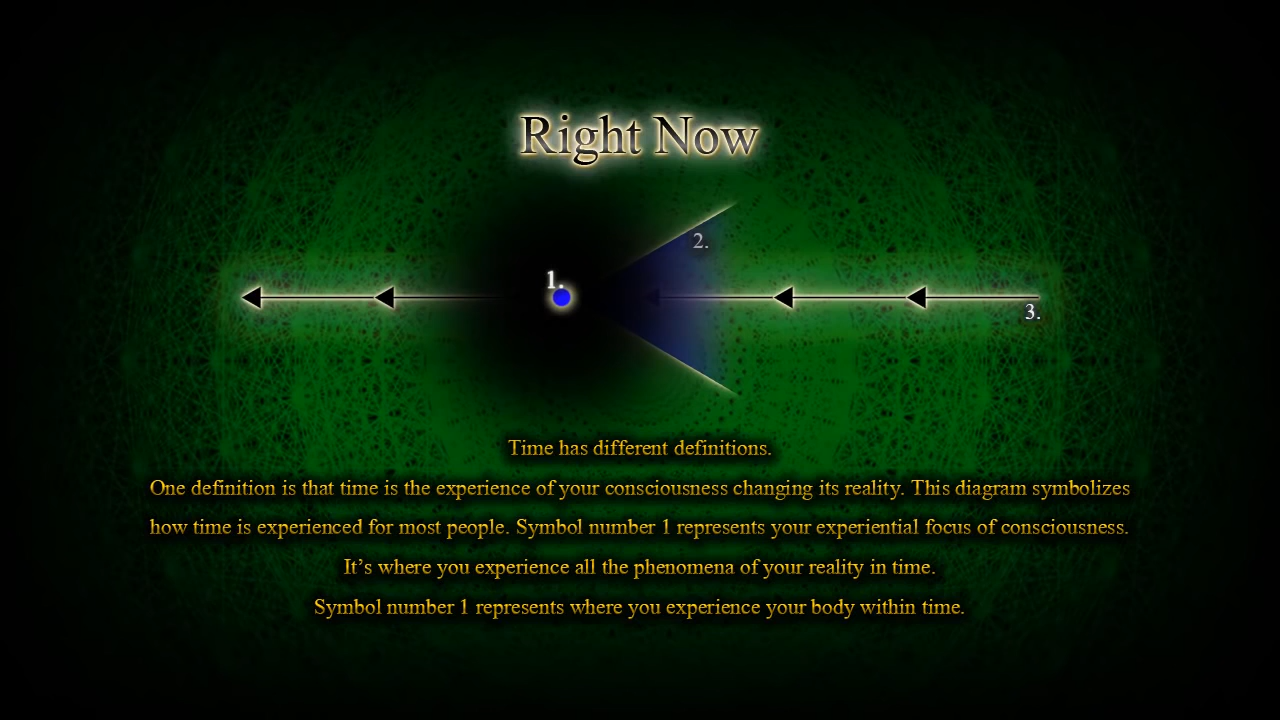 Right Now
2.
1.
3.
Time has different definitions.
One definition is that time is the experience of your consciousness changing its reality. This diagram symbolizes
how time is experienced for most people. Symbol number 1 represents your experiential focus of consciousness.
It’s where you experience all the phenomena of your reality in time.
Symbol number 1 represents where you experience your body within time.